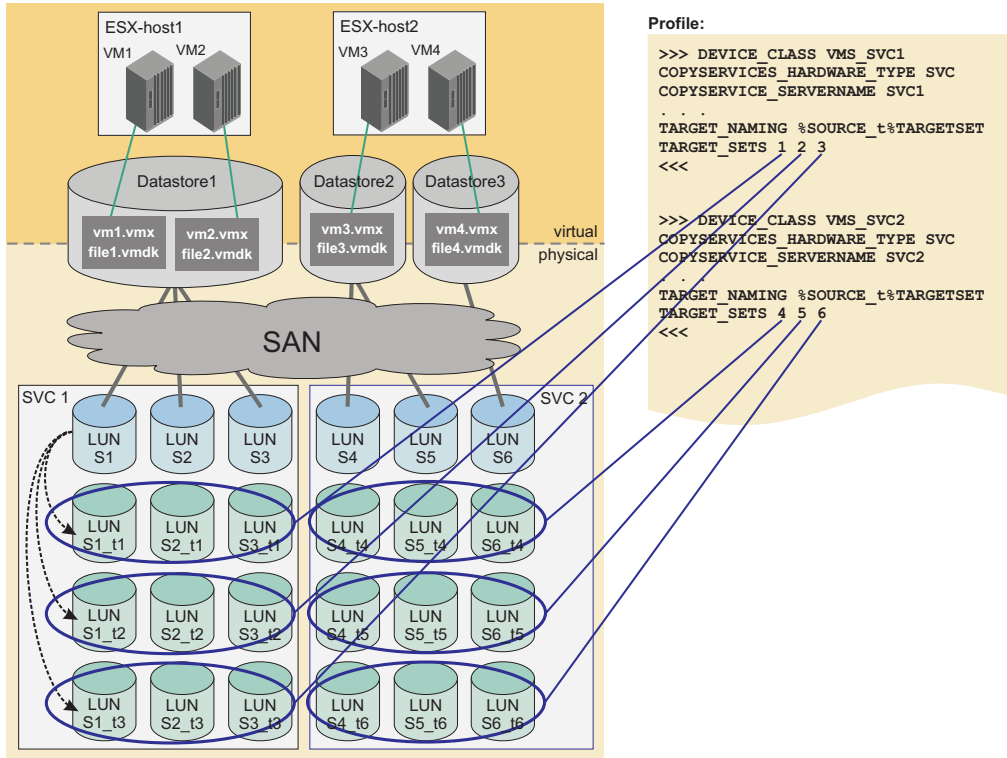 ESX-host1
VM1
VM2
ESX-host2
VM3
VM4
Datastore1
vm1.vmx
file1.vmdk
vm2.vmx
file2.vmdk
Datastore2
vm3.vmx
file3.vmdk
Datastore3
vm4.vmx
file4.vmdk
virtual
physical
SAN
SVC 1
LUN
S1
LUN
S2
LUN
S3
LUN
S1_t1
LUN
S2_t1
LUN
S3_t1
LUN
S1_t2
LUN
S2_t2
LUN
S3_t2
LUN
S1_t3
LUN
S2_t3
LUN
S3_t3
SVC 2
LUN
S4
LUN
S5
LUN
S6
LUN
S4_t4
LUN
S5_t4
LUN
S6_t4
LUN
S4_t5
LUN
S5_t5
LUN
S6_t5
LUN
S4_t6
LUN
S5_t6
LUN
S6_t6
Profile:
>>> DEVICE_CLASS VMS_SVC1
COPYSERVICES_HARDWARE_TYPE SVC
COPYSERVICE_SERVERNAME SVC1
. . .
TARGET_NAMING %SOURCE_t%TARGETSET
TARGET_SETS 1 2 3
<<<
>>> DEVICE_CLASS VMS_SVC2
COPYSERVICES_HARDWARE_TYPE SVC
COPYSERVICE_SERVERNAME SVC2
. . .
TARGET_NAMING %SOURCE_t%TARGETSET
TARGET_SETS 4 5 6
<<<